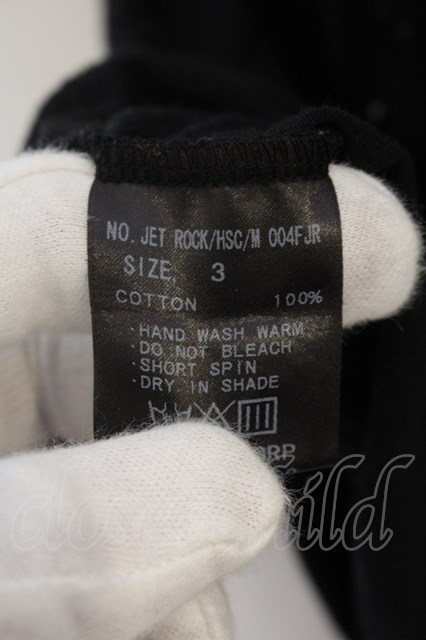 NO. JET ROCK/HSC/M 004FJR
SIZE 3
COTTON 100%
· HAND WASH WARM
· DO NOT BLEACH
SHORT SPIN
· DRY IN SHADE